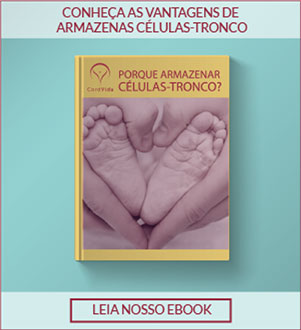 CONHEÇA AS VANTAGENS DE
ARMAZENAS CÉLULAS-TRONCO
PORQUE ARMAZENAR
CÉLULAS-TRONCO?
CordVida
LEIA NOSSO EBOOK